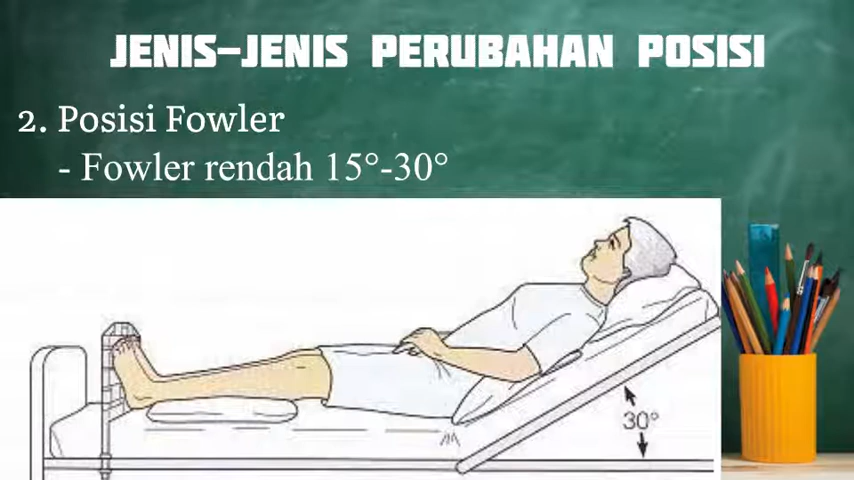 JENIS-JENIS PERUBAHAN POSISI
2. Posisi Fowler
- Fowler rendah 15°-30°
30°